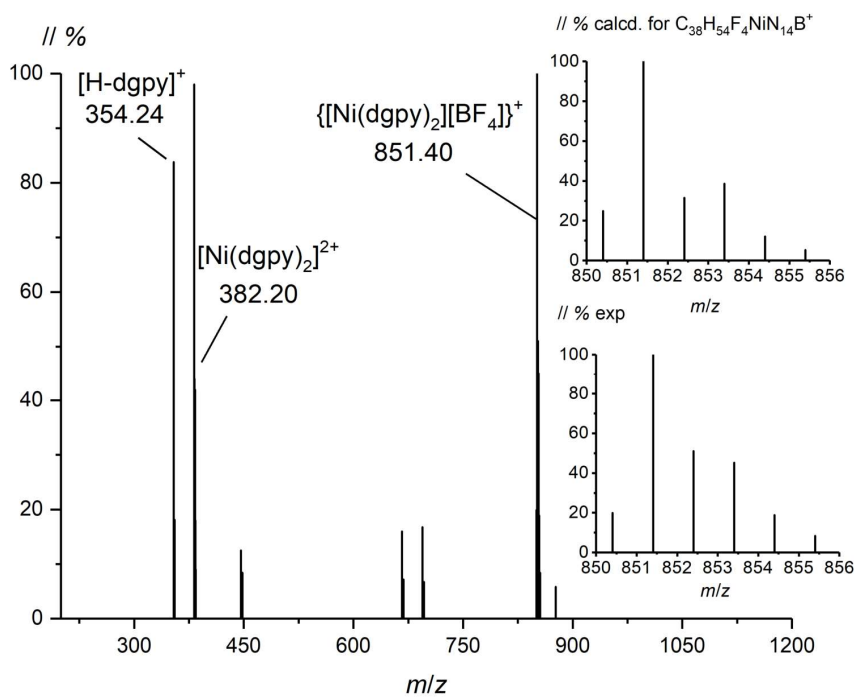 // %
100
80
60
40
20
0
300 450 600 750 900 1050 1200
m/z
[H-dgpy]⁺
354.24
[Ni(dgpy)₂]²⁺
382.20
{[Ni(dgpy)₂][BF₄]}⁺
851.40
// % calcd. for C₃₈H₅₄F₄NiN₁₄B⁺
100
80
60
40
20
0
850 851 852 853 854 855 856
m/z
// % exp
100
80
60
40
20
0
850 851 852 853 854 855 856
m/z